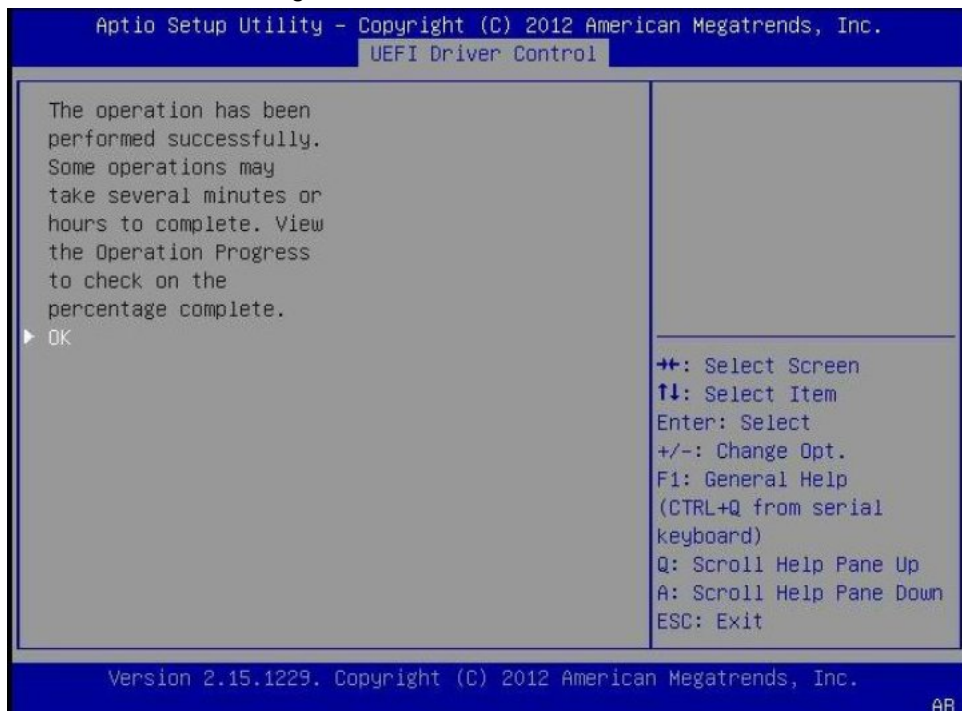 Aptio Setup Utility – Copyright (C) 2012 American Megatrends, Inc.
UEFI Driver Control
The operation has been
performed successfully.
Some operations may
take several minutes or
hours to complete. View
the Operation Progress
to check on the
percentage complete.
▶ OK
→←: Select Screen
↑↓: Select Item
Enter: Select
+/-: Change Opt.
F1: General Help
(CTRL+Q from serial
keyboard)
Q: Scroll Help Pane Up
A: Scroll Help Pane Down
ESC: Exit
Version 2.15.1229. Copyright (C) 2012 American Megatrends, Inc.
AB